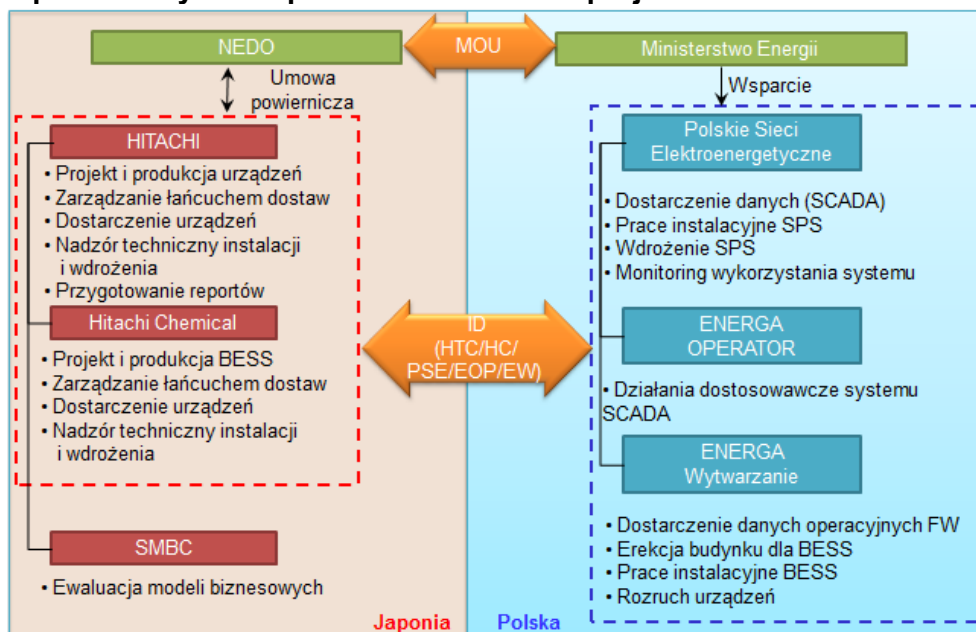 NEDO
MOU
Ministerstwo Energii
Umowa
powiernicza
Wsparcie
HITACHI
• Projekt i produkcja urządzeń
• Zarządzanie łańcuchem dostaw
• Dostarczenie urządzeń
• Nadzór techniczny instalacji
i wdrożenia
• Przygotowanie reportów
Hitachi Chemical
• Projekt i produkcja BESS
• Zarządzanie łańcuchem dostaw
• Dostarczenie urządzeń
• Nadzór techniczny instalacji
i wdrożenia
SMBC
• Ewaluacja modeli biznesowych
Japonia
ID
(HTC/HC/
PSE/EOP/EW)
Polskie Sieci
Elektroenergetyczne
• Dostarczenie danych (SCADA)
• Prace instalacyjne SPS
• Wdrożenie SPS
• Monitoring wykorzystania systemu
ENERGA
OPERATOR
• Działania dostosowawcze systemu
SCADA
ENERGA
Wytwarzanie
• Dostarczenie danych operacyjnych FW
• Erekcja budynku dla BESS
• Prace instalacyjne BESS
• Rozruch urządzeń
Polska